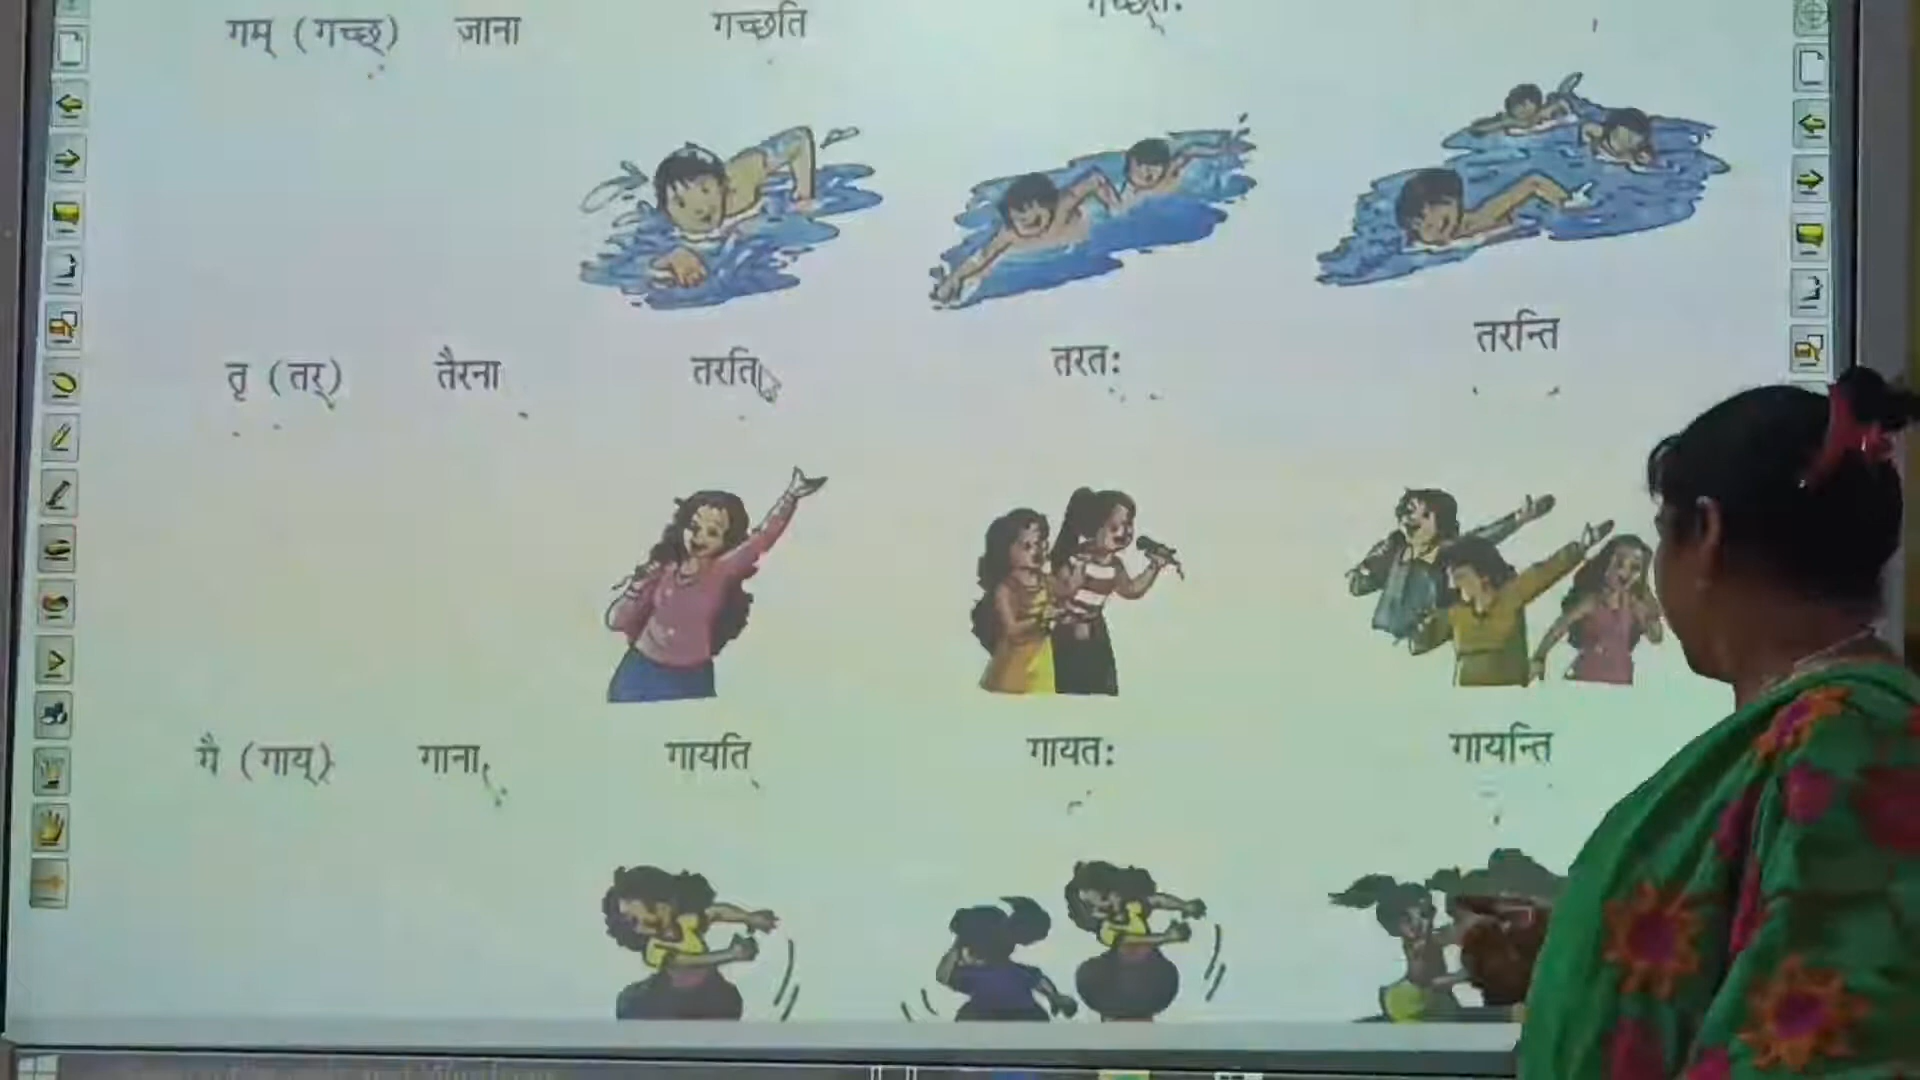 गम् (गच्छ्) जाना गच्छति
तृ (तर्) तैरना तरति तरतः तरन्ति
गै (गाय्) गाना गायति गायतः गायन्ति